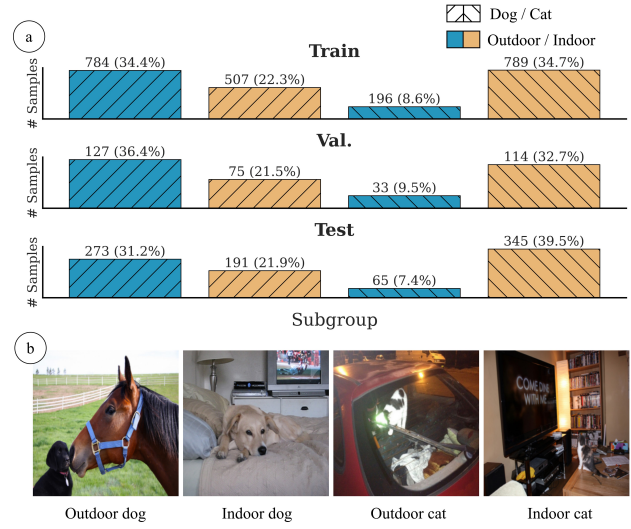 Dog / Cat
Outdoor / Indoor
a
Train
# Samples
784 (34.4%)
507 (22.3%)
196 (8.6%)
789 (34.7%)
Val.
# Samples
127 (36.4%)
75 (21.5%)
33 (9.5%)
114 (32.7%)
Test
# Samples
273 (31.2%)
191 (21.9%)
65 (7.4%)
345 (39.5%)
Subgroup
b
COME DINE
WITH ME
Outdoor dog
Indoor dog
Outdoor cat
Indoor cat